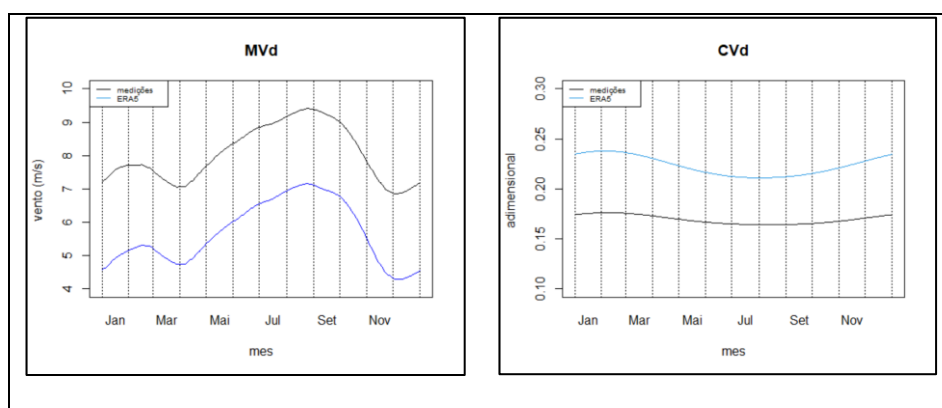 MVd
medições
ERA5
10
9
8
7
6
5
4
vento (m/s)
Jan Mar Mai Jul Set Nov
mes
CVd
medições
ERA5
0.30
0.25
0.20
0.15
0.10
adimensional
Jan Mar Mai Jul Set Nov
mes